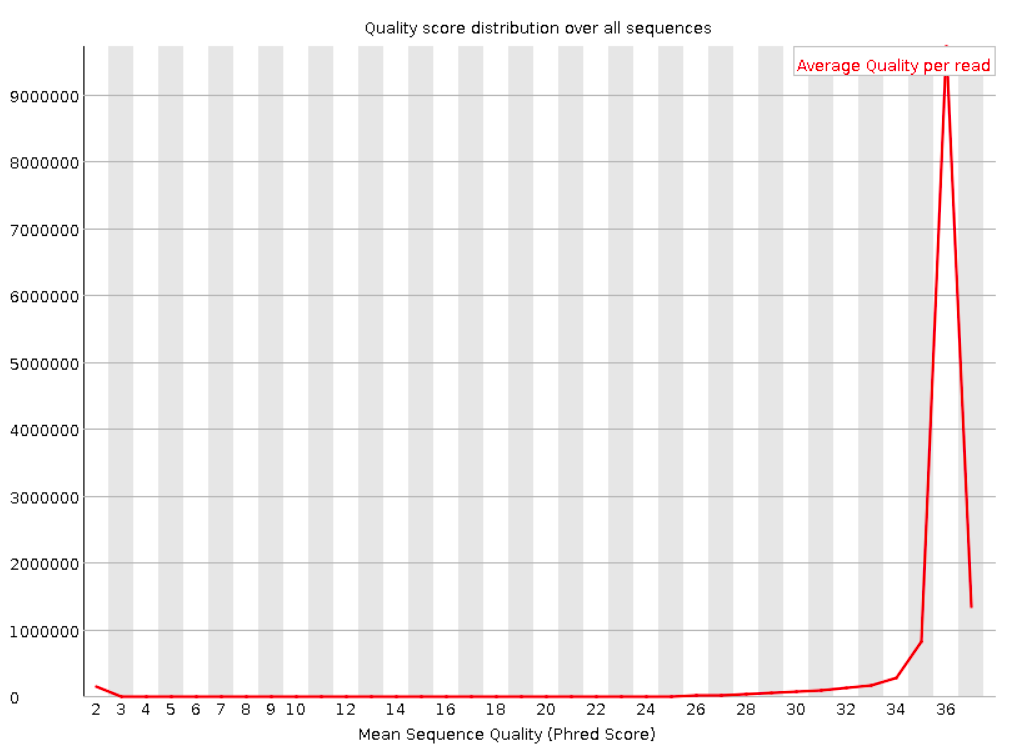 Quality score distribution over all sequences
Average Quality per read
9000000
8000000
7000000
6000000
5000000
4000000
3000000
2000000
1000000
0
2 3 4 5 6 7 8 9 10 12 14 16 18 20 22 24 26 28 30 32 34 36
Mean Sequence Quality (Phred Score)